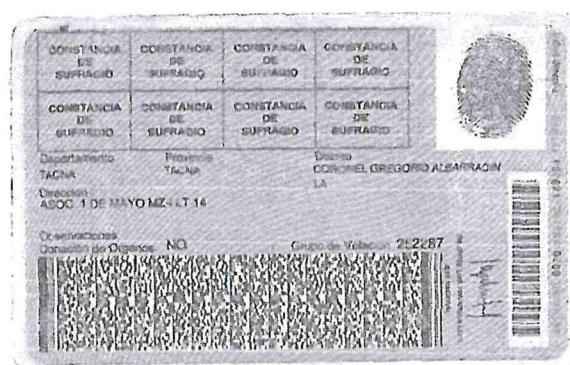 CONSTANCIA CONSTANCIA CONSTANCIA CONSTANCIA
DE DE DE DE
SUFRAGIO SUFRAGIO SUFRAGIO SUFRAGIO
CONSTANCIA CONSTANCIA CONSTANCIA CONSTANCIA
DE DE DE DE
SUFRAGIO SUFRAGIO SUFRAGIO SUFRAGIO
Departamento Provincia Distrito
TACNA TACNA CORONEL GREGORIO ALBARRACIN
LA
Dirección
ASOC. 1 DE MAYO LT 14
Observaciones
Donación de Órganos NO Grupo de Votación 252287